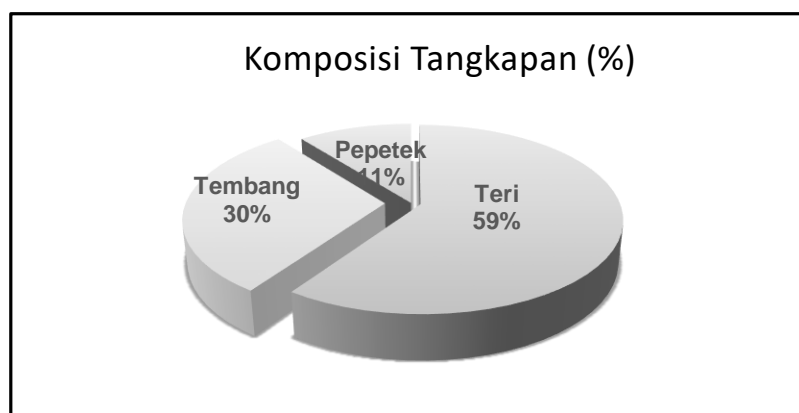 Komposisi Tangkapan (%)
Pepetek
11%
Tembang
30%
Teri
59%